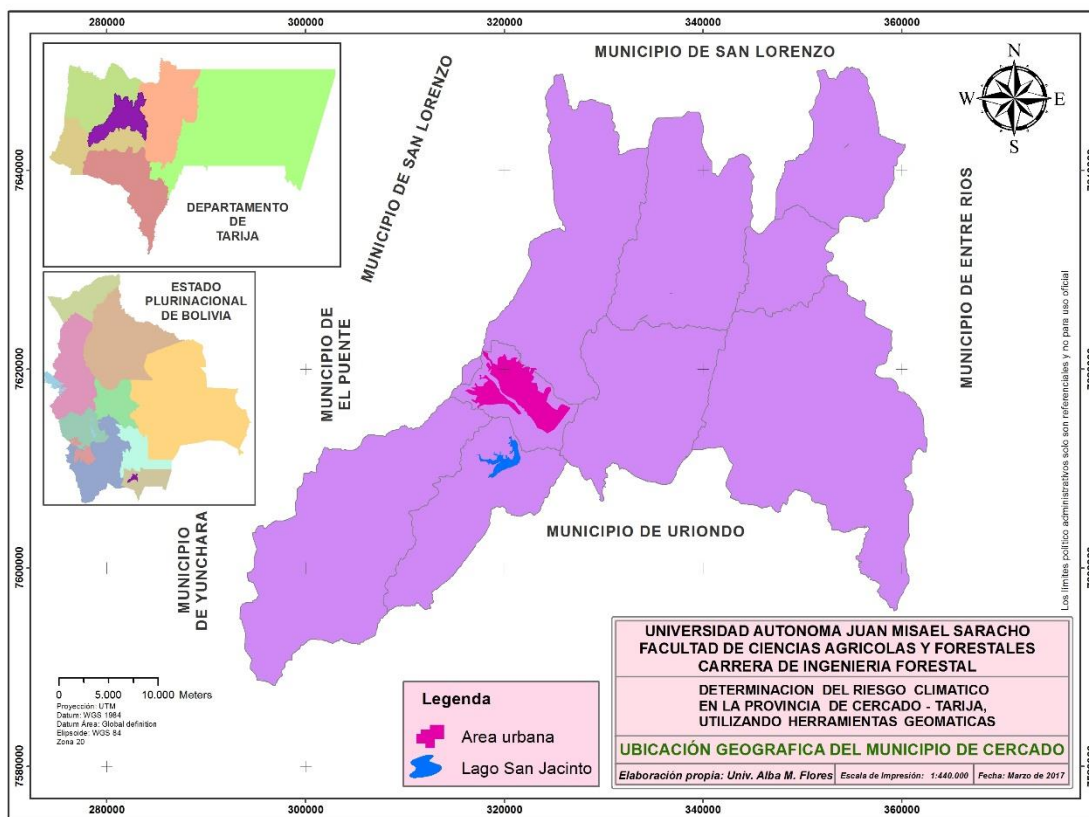 280000
300000
320000
340000
360000
MUNICIPIO DE SAN LORENZO
N
W
E
S
DEPARTAMENTO
DE
TARIJA
MUNICIPIO DE SAN LORENZO
7640000
ESTADO
PLURINACIONAL
DE BOLIVIA
MUNICIPIO DE ENTRE RIOS
MUNICIPIO DE
EL PUENTE
7620000
Los límites político administrativos solo son referenciales y no para uso oficial
MUNICIPIO DE URIONDO
MUNICIPIO
DE YUNCHARA
7600000
0
5.000
10.000
Meters
Proyección: UTM
Datum: WGS 1984
Datum Área: Global definition
Elipsoide: WGS 84
Zona 20
Legenda
Area urbana
Lago San Jacinto
UNIVERSIDAD AUTONOMA JUAN MISAEL SARACHO
FACULTAD DE CIENCIAS AGRICOLAS Y FORESTALES
CARRERA DE INGENIERIA FORESTAL
DETERMINACION DEL RIESGO CLIMATICO
EN LA PROVINCIA DE CERCADO - TARIJA,
UTILIZANDO HERRAMIENTAS GEOMATICAS
UBICACIÓN GEOGRAFICA DEL MUNICIPIO DE CERCADO
Elaboración propia: Univ. Alba M. Flores
Escala de Impresión: 1:440.000
Fecha: Marzo de 2017
7580000
280000
300000
320000
340000
360000